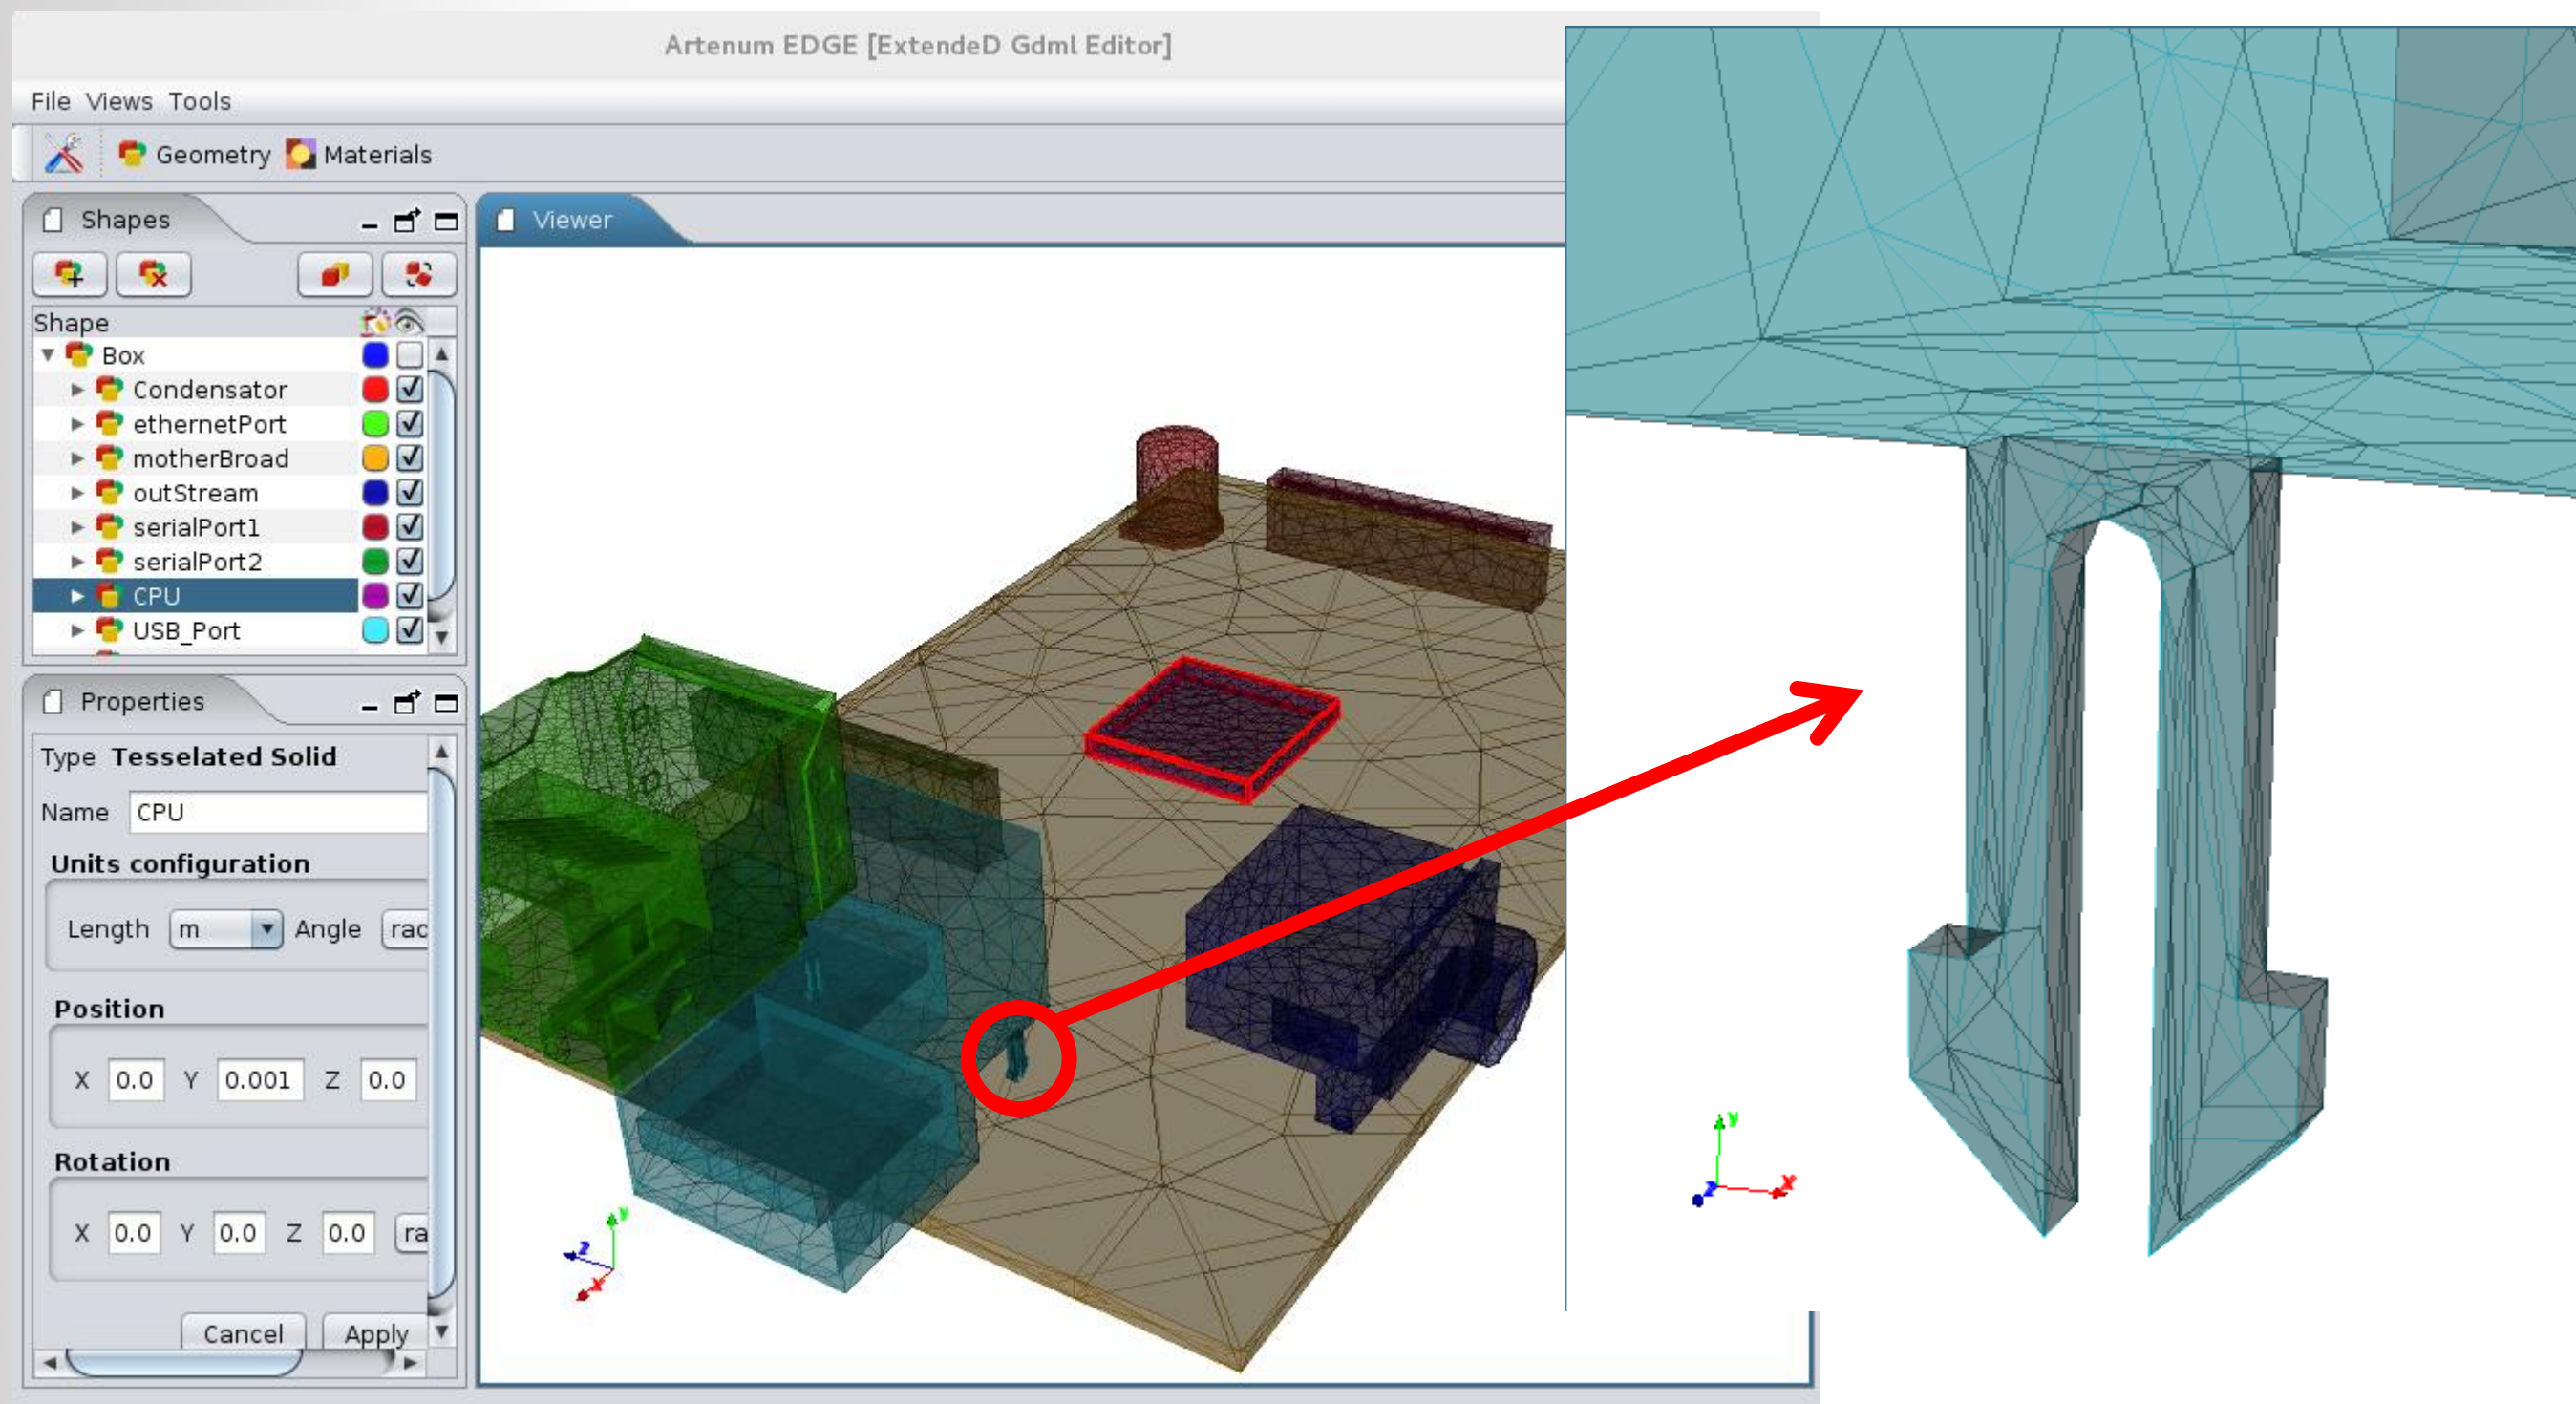 Artenum EDGE [ExtendeD Gdml Editor]
File Views Tools
Geometry Materials
Shapes
Viewer
Shape
Box
Condensator
ethernetPort
motherBroad
outStream
serialPort1
serialPort2
CPU
USB_Port
Properties
Type Tesselated Solid
Name CPU
Units configuration
Length m Angle rad
Position
X 0.0 Y 0.001 Z 0.0
Rotation
X 0.0 Y 0.0 Z 0.0 ra
Cancel Apply
Y
Z
X
Y
Z
X